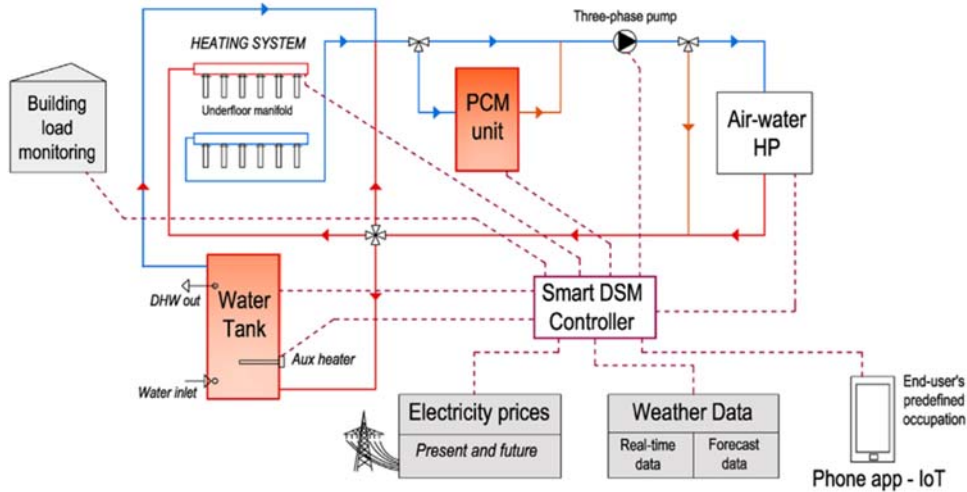 Three-phase pump
HEATING SYSTEM
Underfloor manifold
Building
load
monitoring
PCM
unit
Air-water
HP
DHW out
Water
Tank
Aux heater
Water inlet
Smart DSM
Controller
Electricity prices
Present and future
Weather Data
Real-time
data
Forecast
data
End-user's
predefined
occupation
Phone app - IoT